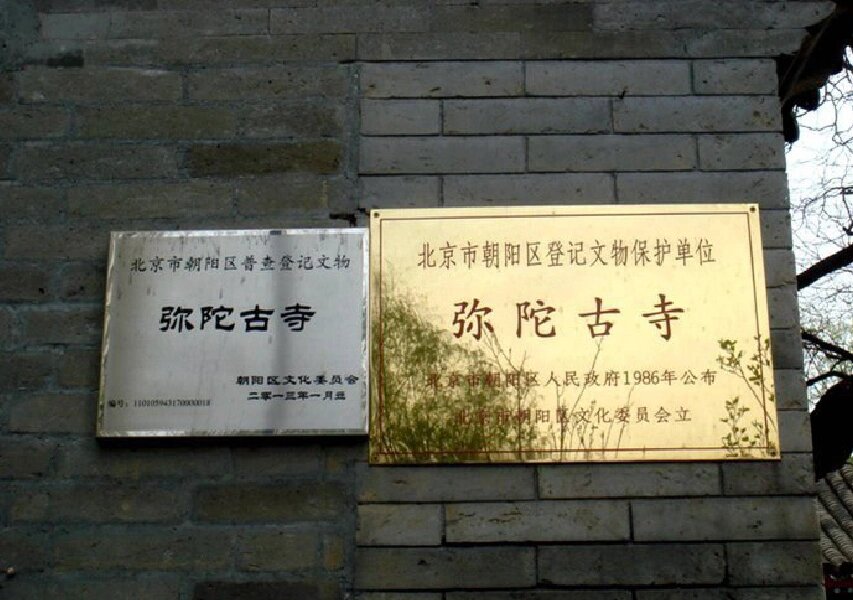 北京市朝阳区普查登记文物
弥陀古寺
朝阳区文化委员会
二零一三年一月立
编号:
北京市朝阳区登记文物保护单位
弥陀古寺
北京市朝阳区人民政府1986年公布
北京市朝阳区文化委员会立